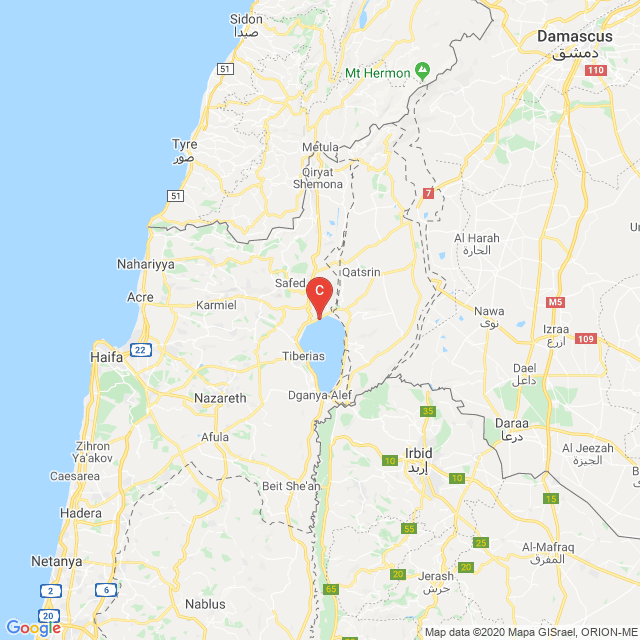 Sidon
صيدا
Damascus
دمشق
110
51
Mt Hermon
Tyre
صور
Metula
Qiryat
Shemona
51
7
Al Harah
الحارة
Nahariyya
Safed
Qatsrin
C
Acre
Karmiel
Nawa
نوى
M5
Izraa
ازرع
109
22
Haifa
Tiberias
Dael
داعل
Nazareth
Dganya Alef
35
Daraa
درعا
Afula
Zihron
Ya'akov
Irbid
إربد
10
10
Al Jeezah
الجيزة
Caesarea
Beit She'an
15
Hadera
55
25
Al-Mafraq
المفرق
Netanya
20
20
Jerash
جرش
2
6
65
Nablus
20
Google
Map data ©2020 Mapa GISrael, ORION-ME